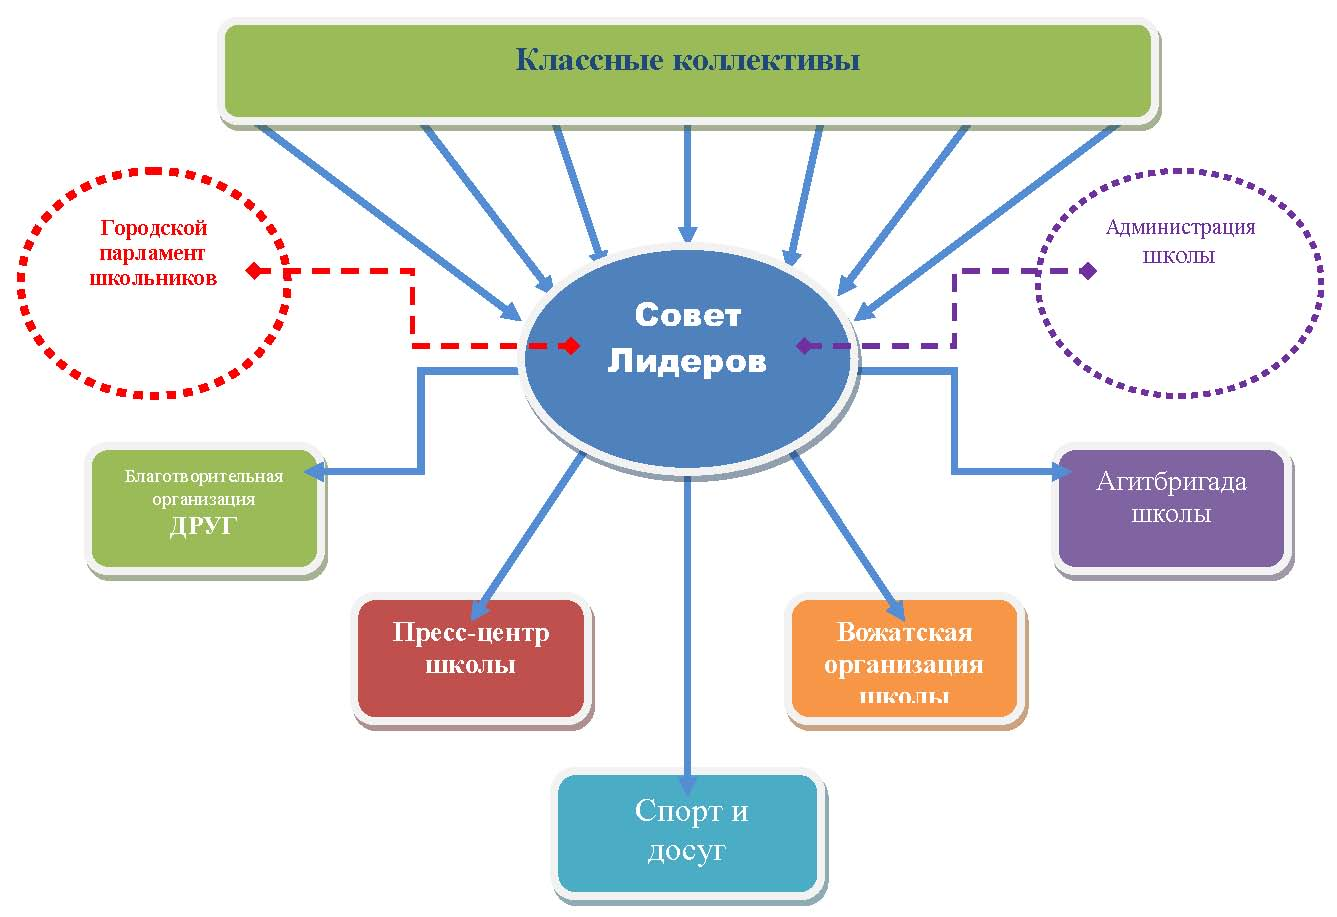 Классные коллективы
Городской
парламент
школьников
Администрация
школы
Совет
Лидеров
Благотворительная
организация
ДРУГ
Агитбригада
школы
Пресс-центр
школы
Вожатская
организация
школы
Спорт и
досуг